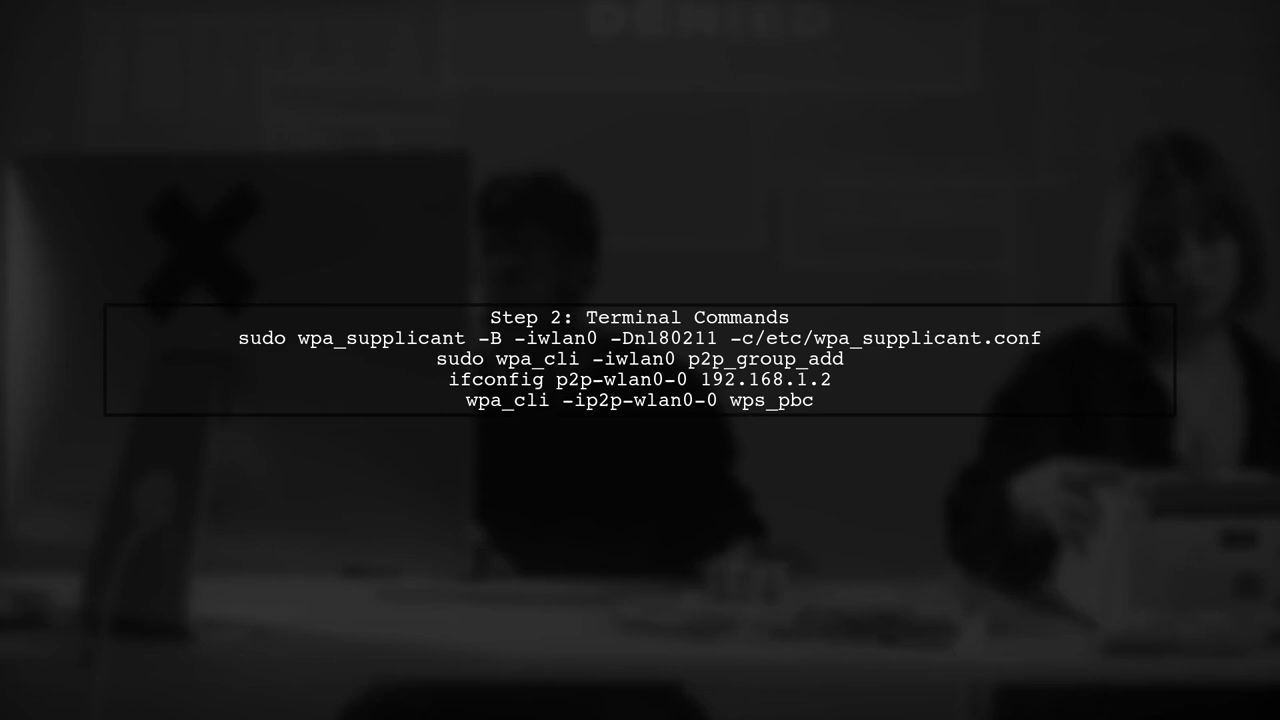 DENIED
Step 2: Terminal Commands
sudo wpa_supplicant -B -iwlan0 -Dnl80211 -c/etc/wpa_supplicant.conf
sudo wpa_cli -iwlan0 p2p_group_add
ifconfig p2p-wlan0-0 192.168.1.2
wpa_cli -ip2p-wlan0-0 wps_pbc